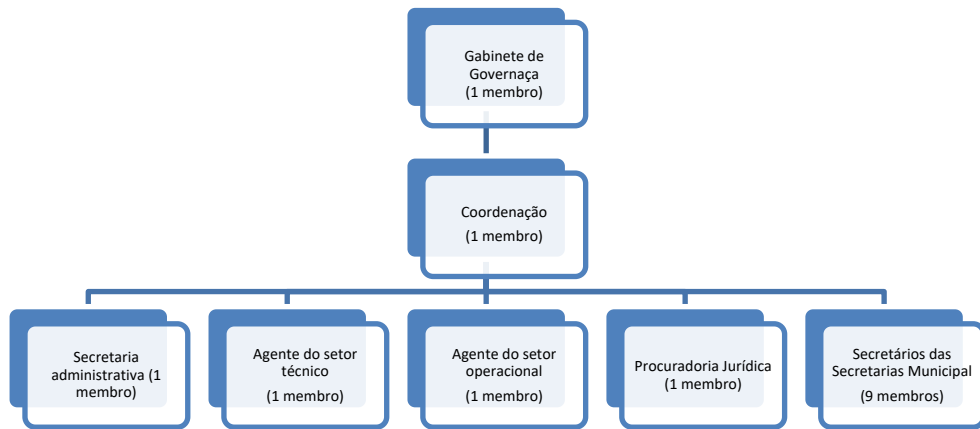 Gabinete de
Governaça
(1 membro)
Coordenação
(1 membro)
Secretaria
administrativa (1
membro)
Agente do setor
técnico
(1 membro)
Agente do setor
operacional
(1 membro)
Procuradoria Jurídica
(1 membro)
Secretários das
Secretarias Municipal
(9 membros)